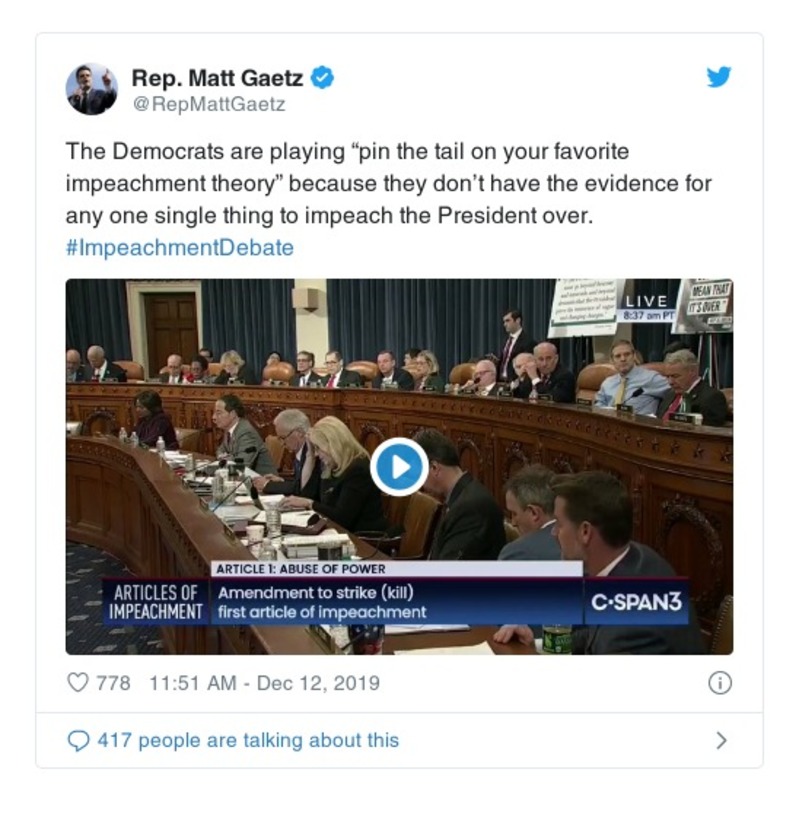 Rep. Matt Gaetz
@RepMattGaetz
The Democrats are playing “pin the tail on your favorite
impeachment theory” because they don’t have the evidence for
any one single thing to impeach the President over.
#ImpeachmentDebate
MEAN THAT
IT'S OVER."
LIVE
8:37 am PT
ARTICLE 1: ABUSE OF POWER
ARTICLES OF
IMPEACHMENT
Amendment to strike (kill)
first article of impeachment
C·SPAN3
778 11:51 AM - Dec 12, 2019
417 people are talking about this